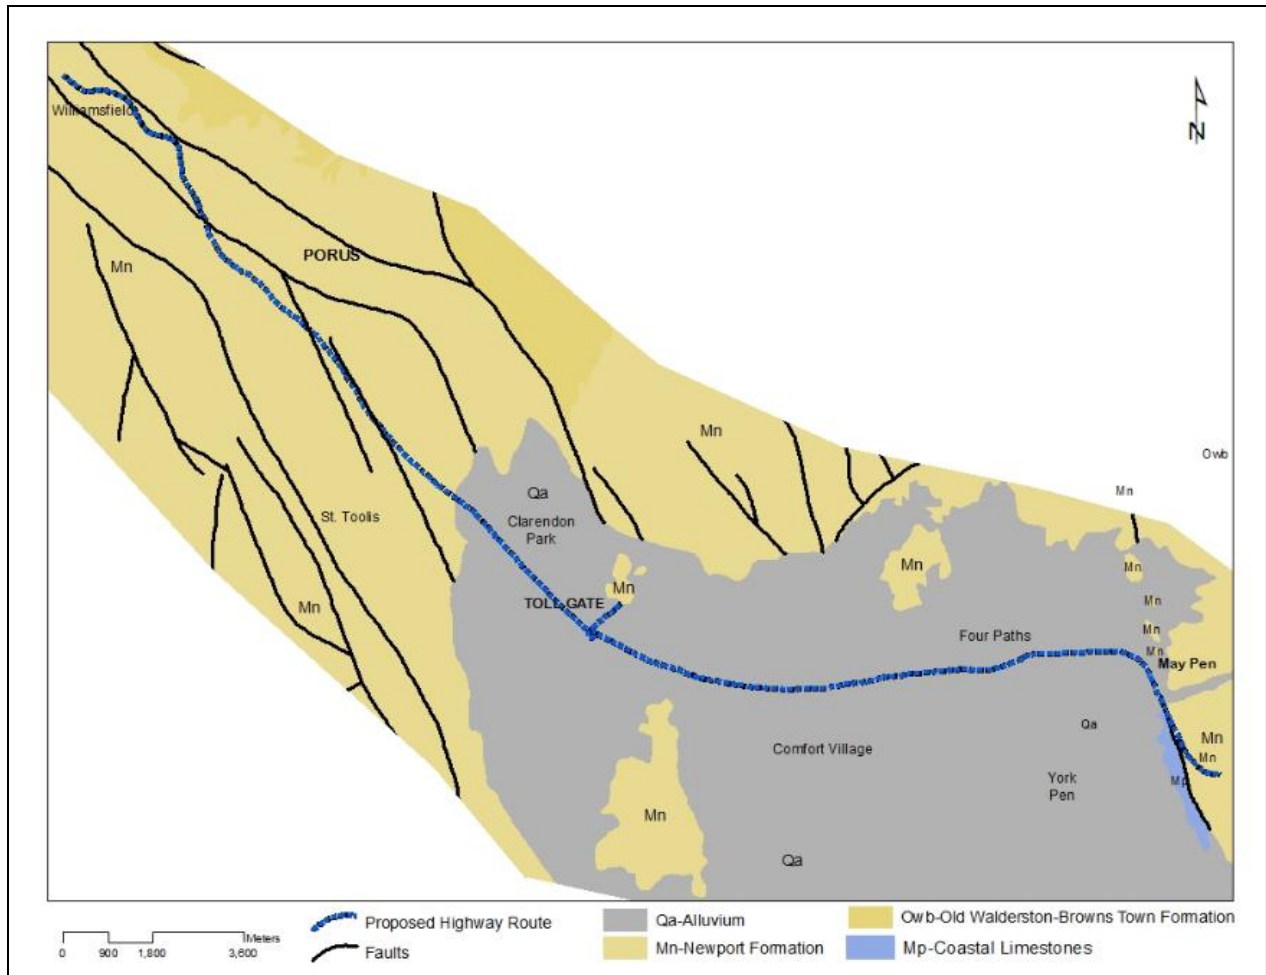 Williamsfield
N
PORUS
Mn
Mn
Owb
Mn
Qa
Clarendon
Park
St. Toolis
Mn
Mn
Mn
Mn
Mn
TOLL GATE
Mn
Mn
Four Paths
Mn
May Pen
Qa
Mn
Comfort Village
Mn
York
Pen
Mp
Mn
Qa
Proposed Highway Route
Faults
Qa-Alluvium
Mn-Newport Formation
Owb-Old Walderston-Browns Town Formation
Mp-Coastal Limestones
Meters
0 900 1,800 3,600